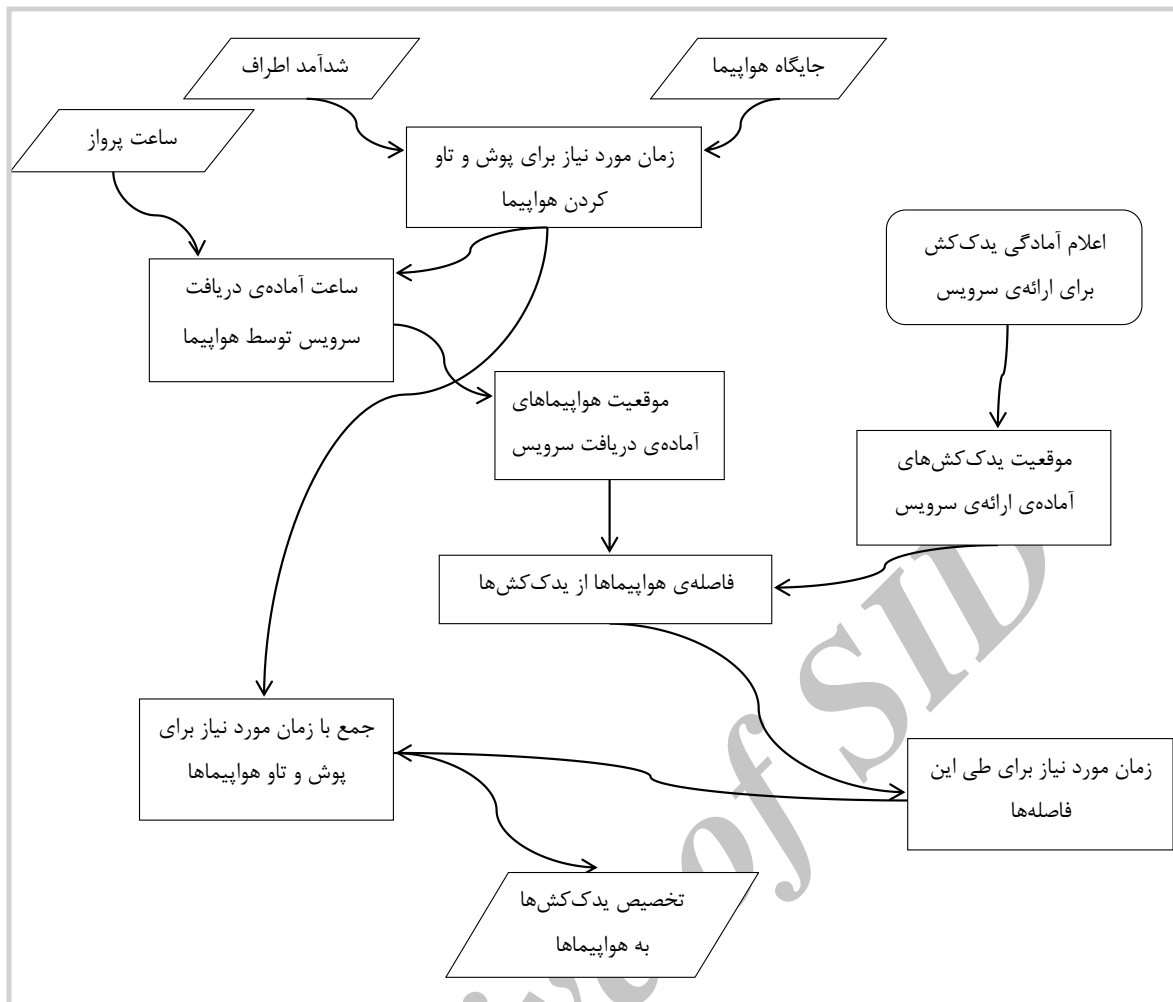 شدآمد اطراف
جایگاه هواپیما
ساعت پرواز
زمان مورد نیاز برای پوش و تاو
کردن هواپیما
اعلام آمادگی یدک‌کش
برای ارائه‌ی سرویس
ساعت آماده‌ی دریافت
سرویس توسط هواپیما
موقعیت هواپیماهای
آماده‌ی دریافت سرویس
موقعیت یدک‌کش‌های
آماده‌ی ارائه‌ی سرویس
فاصله‌ی هواپیماها از یدک‌کش‌ها
جمع با زمان مورد نیاز برای
پوش و تاو هواپیماها
زمان مورد نیاز برای طی این
فاصله‌ها
تخصیص یدک‌کش‌ها
به هواپیماها
of SID